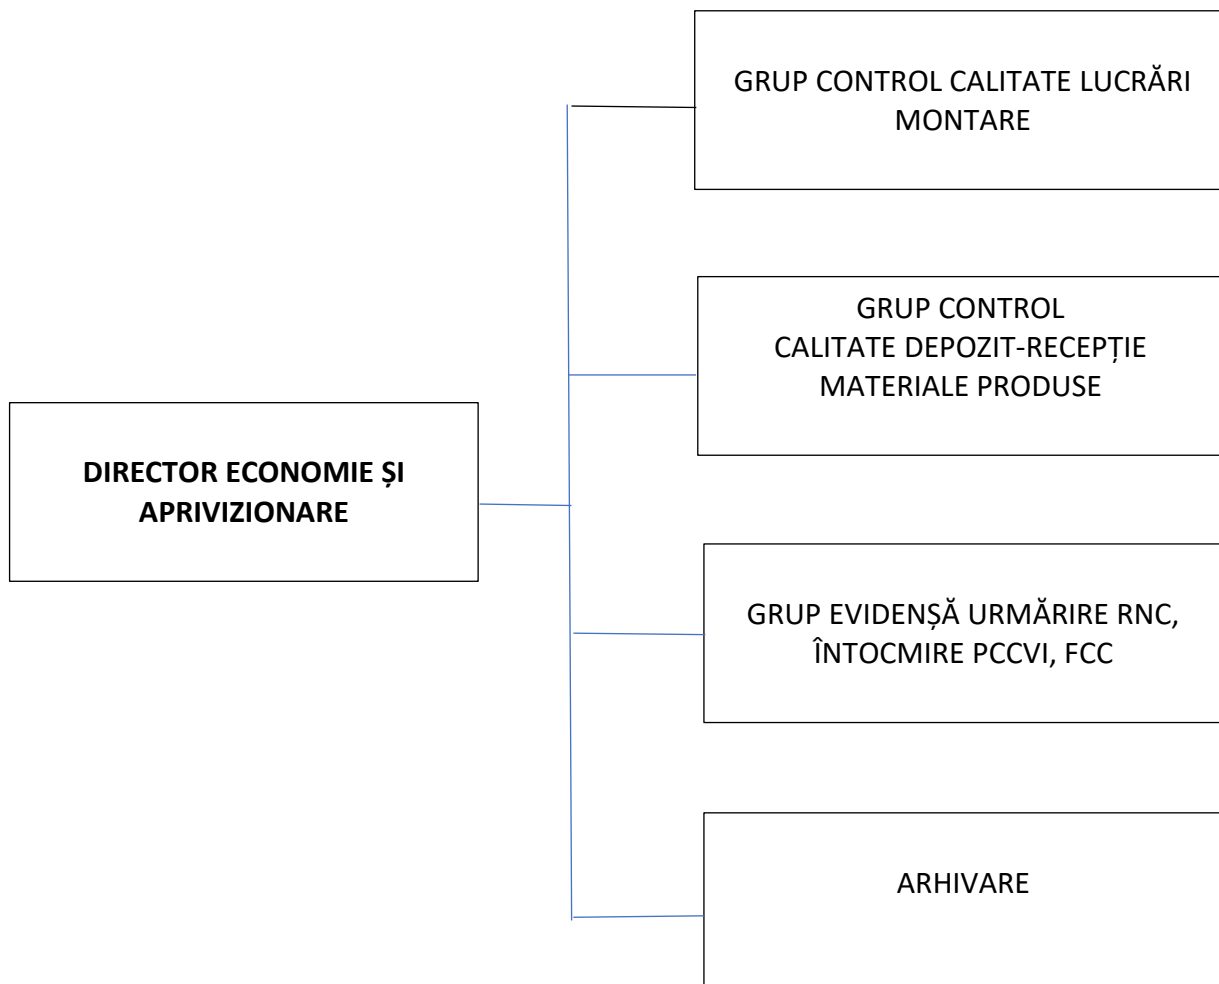 GRUP CONTROL CALITATE LUCRĂRI
MONTARE
GRUP CONTROL
CALITATE DEPOZIT-RECEPȚIE
MATERIALE PRODUSE
DIRECTOR ECONOMIE ȘI
APRIVIZIONARE
GRUP EVIDENȘĂ URMĂRIRE RNC,
ÎNTOCMIRE PCCVI, FCC
ARHIVARE